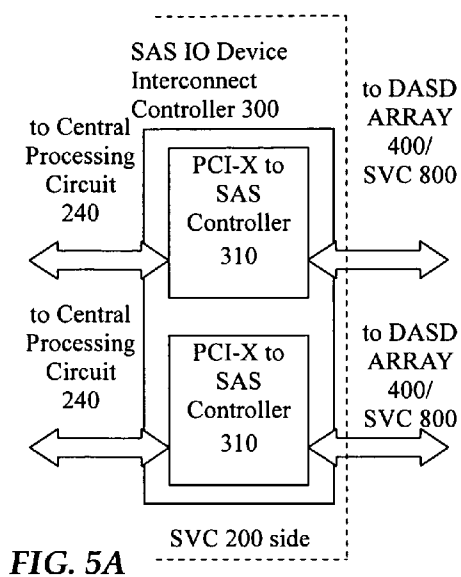 SAS IO Device
Interconnect
Controller 300
to DASD
ARRAY
400/
SVC 800
to Central
Processing
Circuit
240
PCI-X to
SAS
Controller
310
to Central
Processing
Circuit
240
PCI-X to
SAS
Controller
310
to DASD
ARRAY
400/
SVC 800
SVC 200 side
FIG. 5A